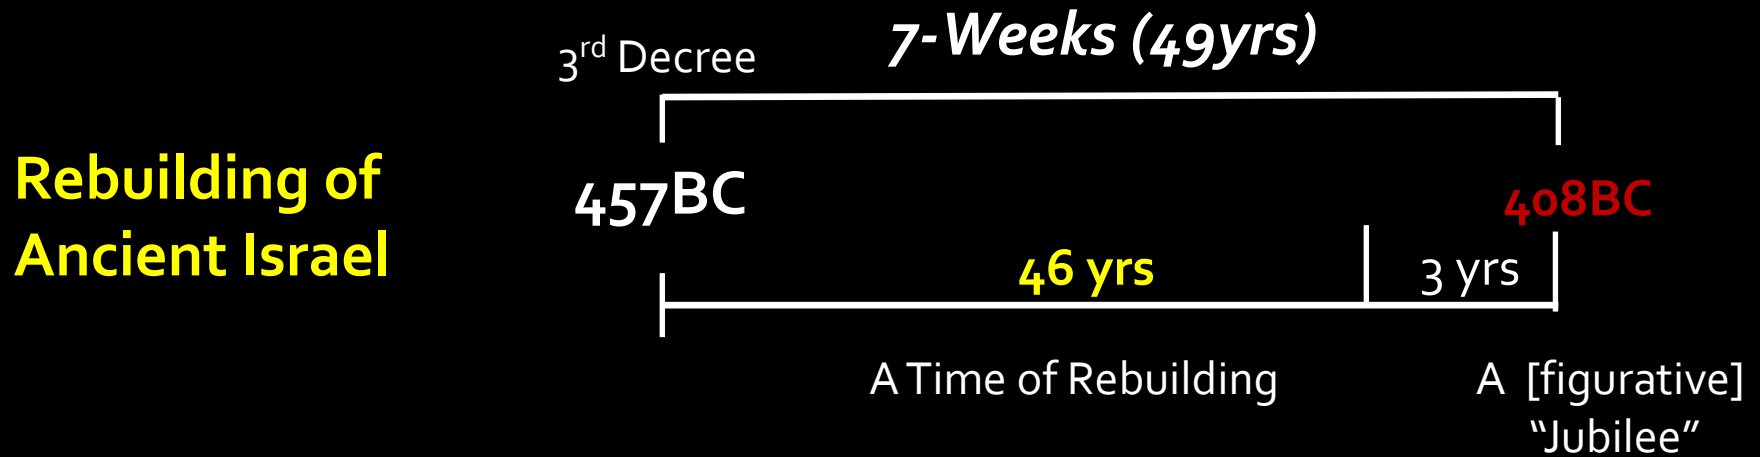 7-Weeks (49yrs)
3rd Decree
Rebuilding of
Ancient Israel
457BC
408BC
46 yrs
3 yrs
A Time of Rebuilding
A [figurative]
“Jubilee”